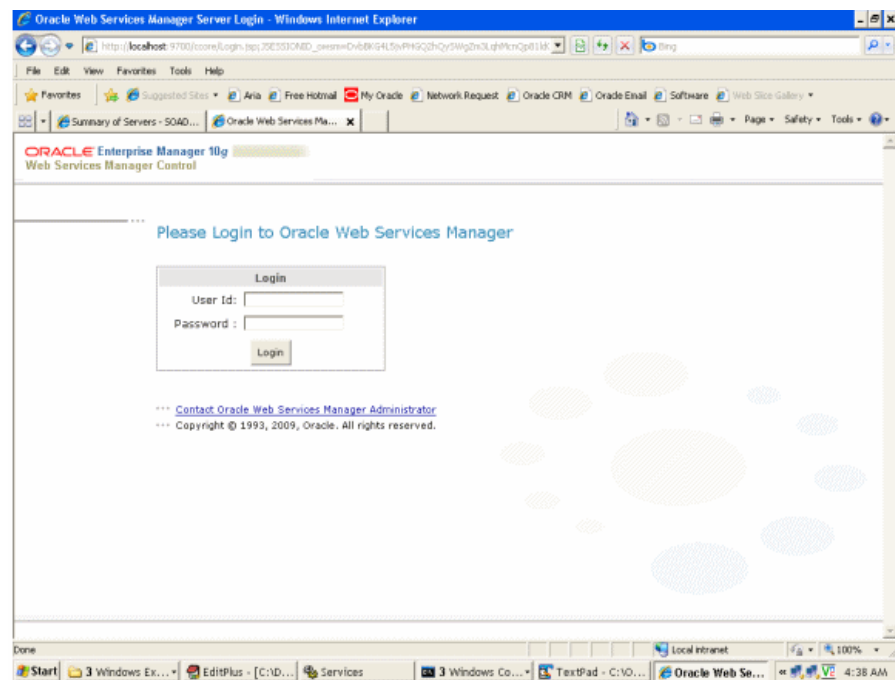 Oracle Web Services Manager Server Login - Windows Internet Explorer
Bing
File Edit View Favorites Tools Help
Favorites Suggested Sites Aria Free Hotmail My Oracle Network Request Oracle CRM Oracle Email Software Web Slice Gallery
Summary of Servers - SOAD... Oracle Web Services Ma... Page Safety Tools
ORACLE Enterprise Manager 10g
Web Services Manager Control
Please Login to Oracle Web Services Manager
Login
User Id:
Password :
Login
Contact Oracle Web Services Manager Administrator
Copyright © 1993, 2009, Oracle. All rights reserved.
Done Local intranet 100%
Start 3 Windows Ex... EditPlus - [C:\D... Services 3 Windows Co... TextPad - C:\O... Oracle Web Se... 4:38 AM